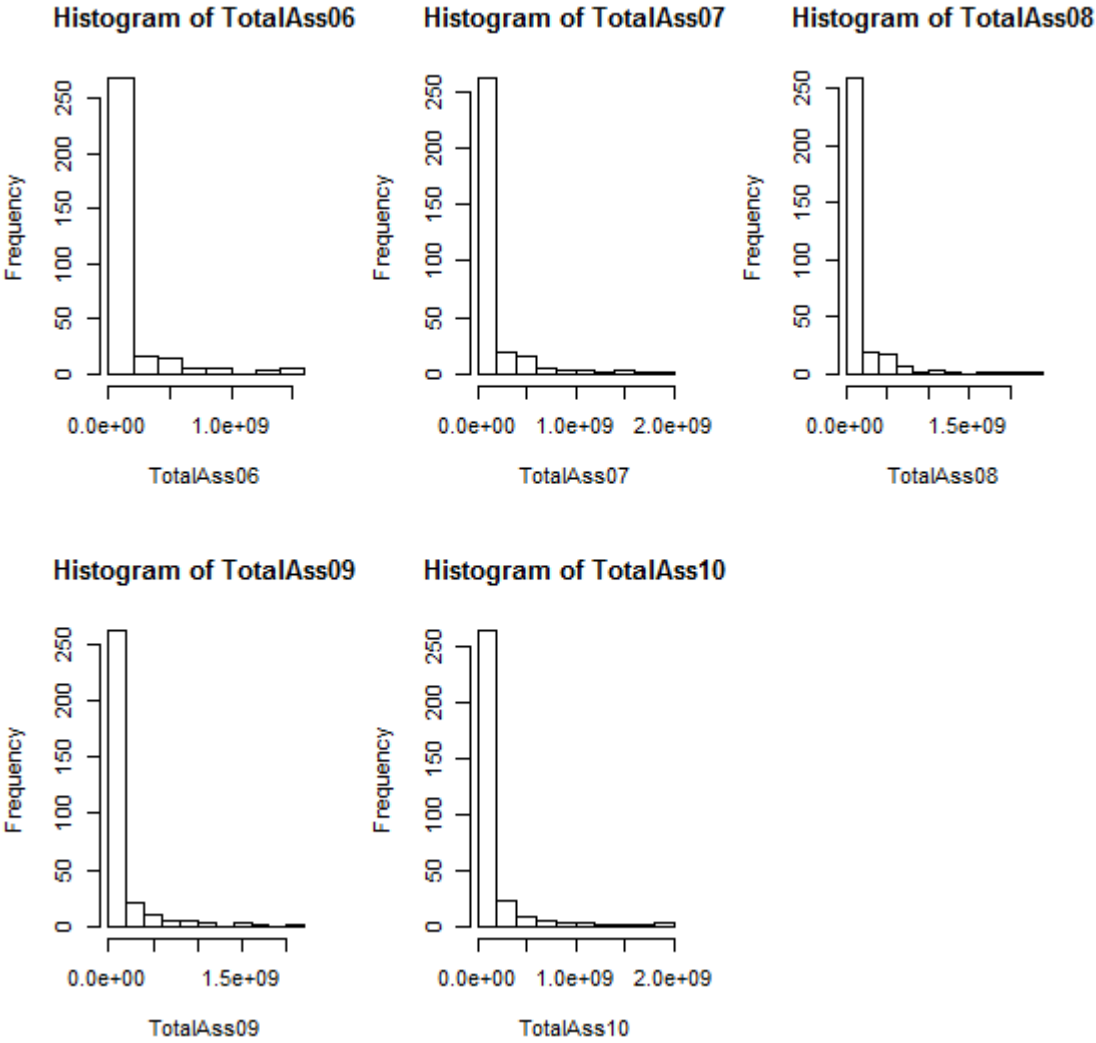 Histogram of TotalAss06
Frequency
250
200
150
100
50
0
0.0e+00 1.0e+09
TotalAss06
Histogram of TotalAss07
Frequency
250
200
150
100
50
0
0.0e+00 1.0e+09 2.0e+09
TotalAss07
Histogram of TotalAss08
Frequency
250
200
150
100
50
0
0.0e+00 1.5e+09
TotalAss08
Histogram of TotalAss09
Frequency
250
200
150
100
50
0
0.0e+00 1.5e+09
TotalAss09
Histogram of TotalAss10
Frequency
250
200
150
100
50
0
0.0e+00 1.0e+09 2.0e+09
TotalAss10